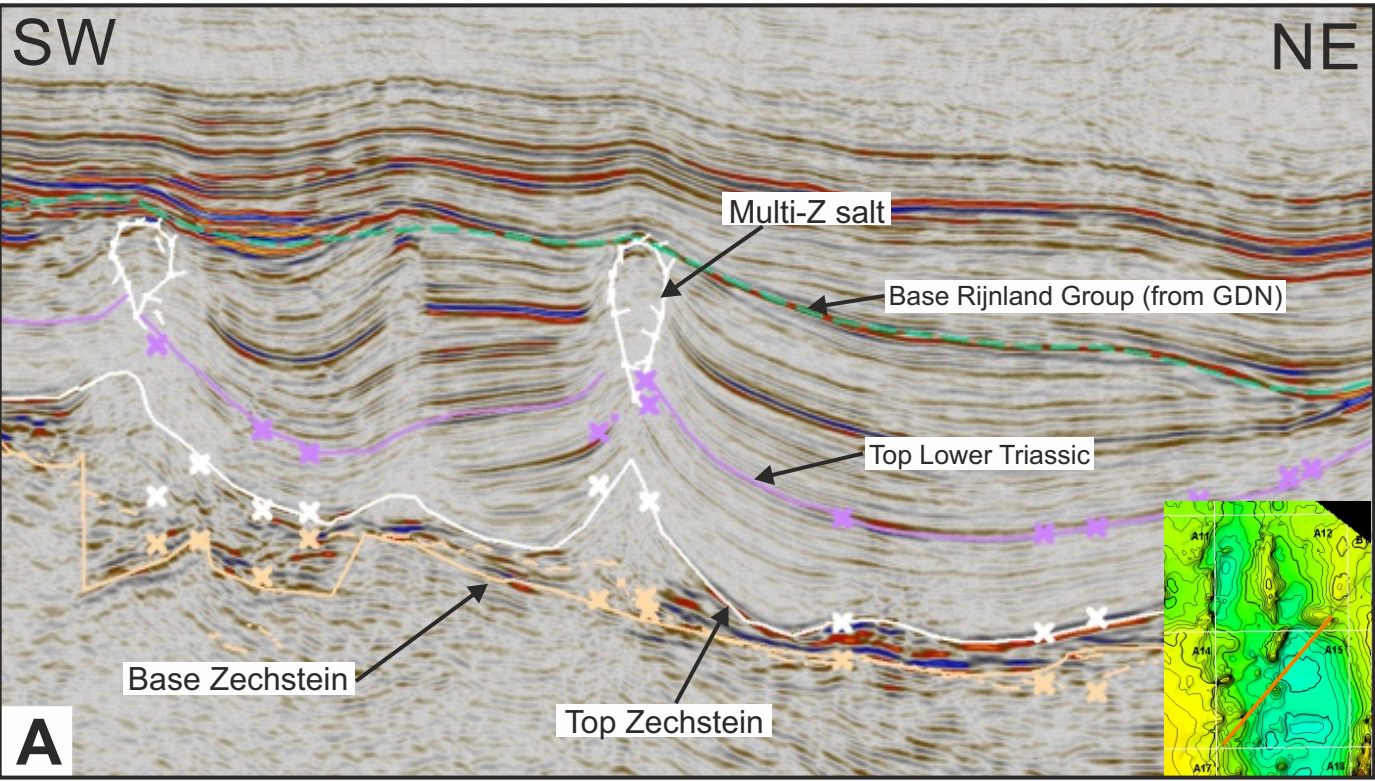 SW
NE
Multi-Z salt
Base Rijnland Group (from GDN)
Top Lower Triassic
A11
A12
B
A14
A15
Base Zechstein
Top Zechstein
A
A17
A18